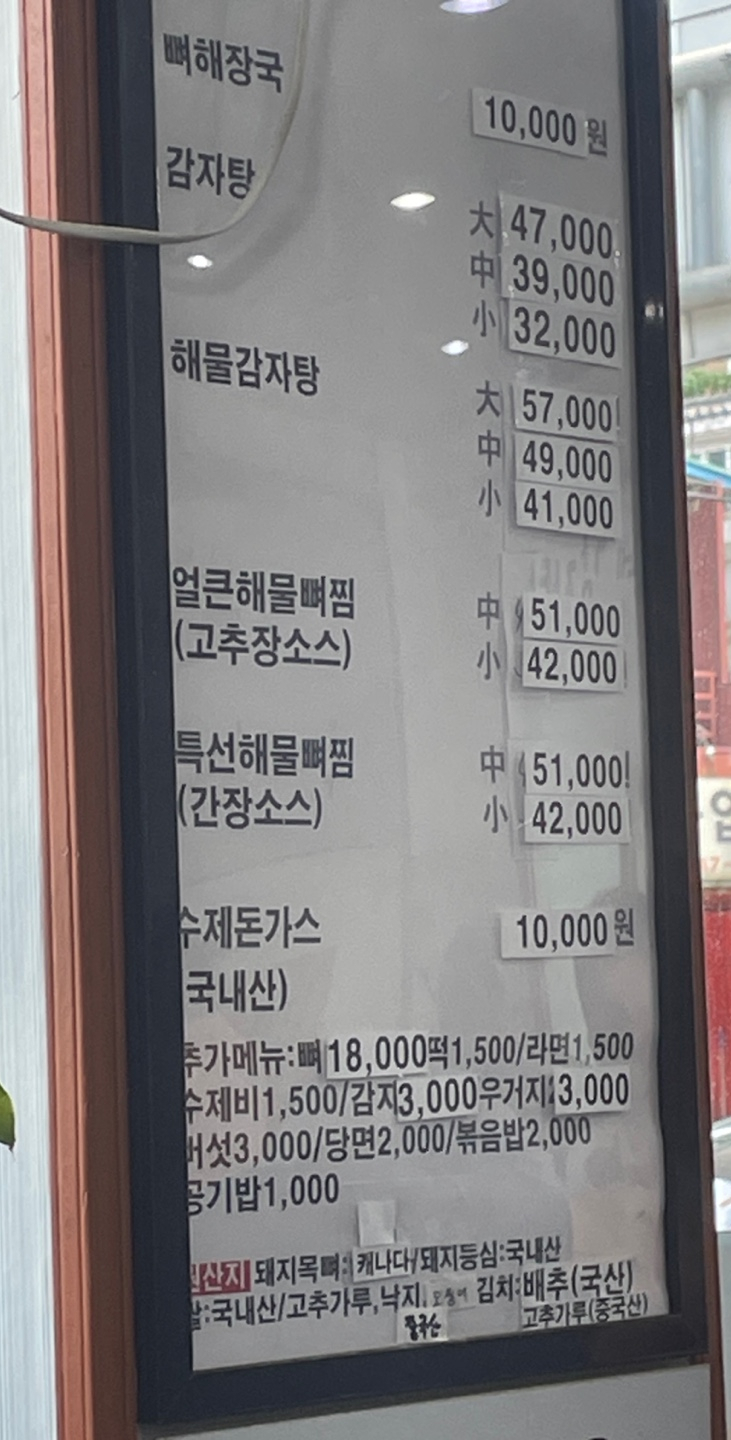 뼈해장국
10,000원
감자탕
大 47,000
中 39,000
小 32,000
해물감자탕
大 57,000
中 49,000
小 41,000
얼큰해물뼈찜
(고추장소스)
中 51,000
小 42,000
특선해물뼈찜
(간장소스)
中 51,000
小 42,000
수제돈가스
10,000원
국내산)
추가메뉴:뼈18,000떡1,500/라면1,500
수제비1,500/감자3,000우거지3,000
버섯3,000/당면2,000/볶음밥2,000
공기밥1,000
원산지 돼지목뼈:캐나다/돼지등심:국내산
쌀:국내산/고추가루,낙지, 김치:배추(국산)
중국산 고추가루(중국산)